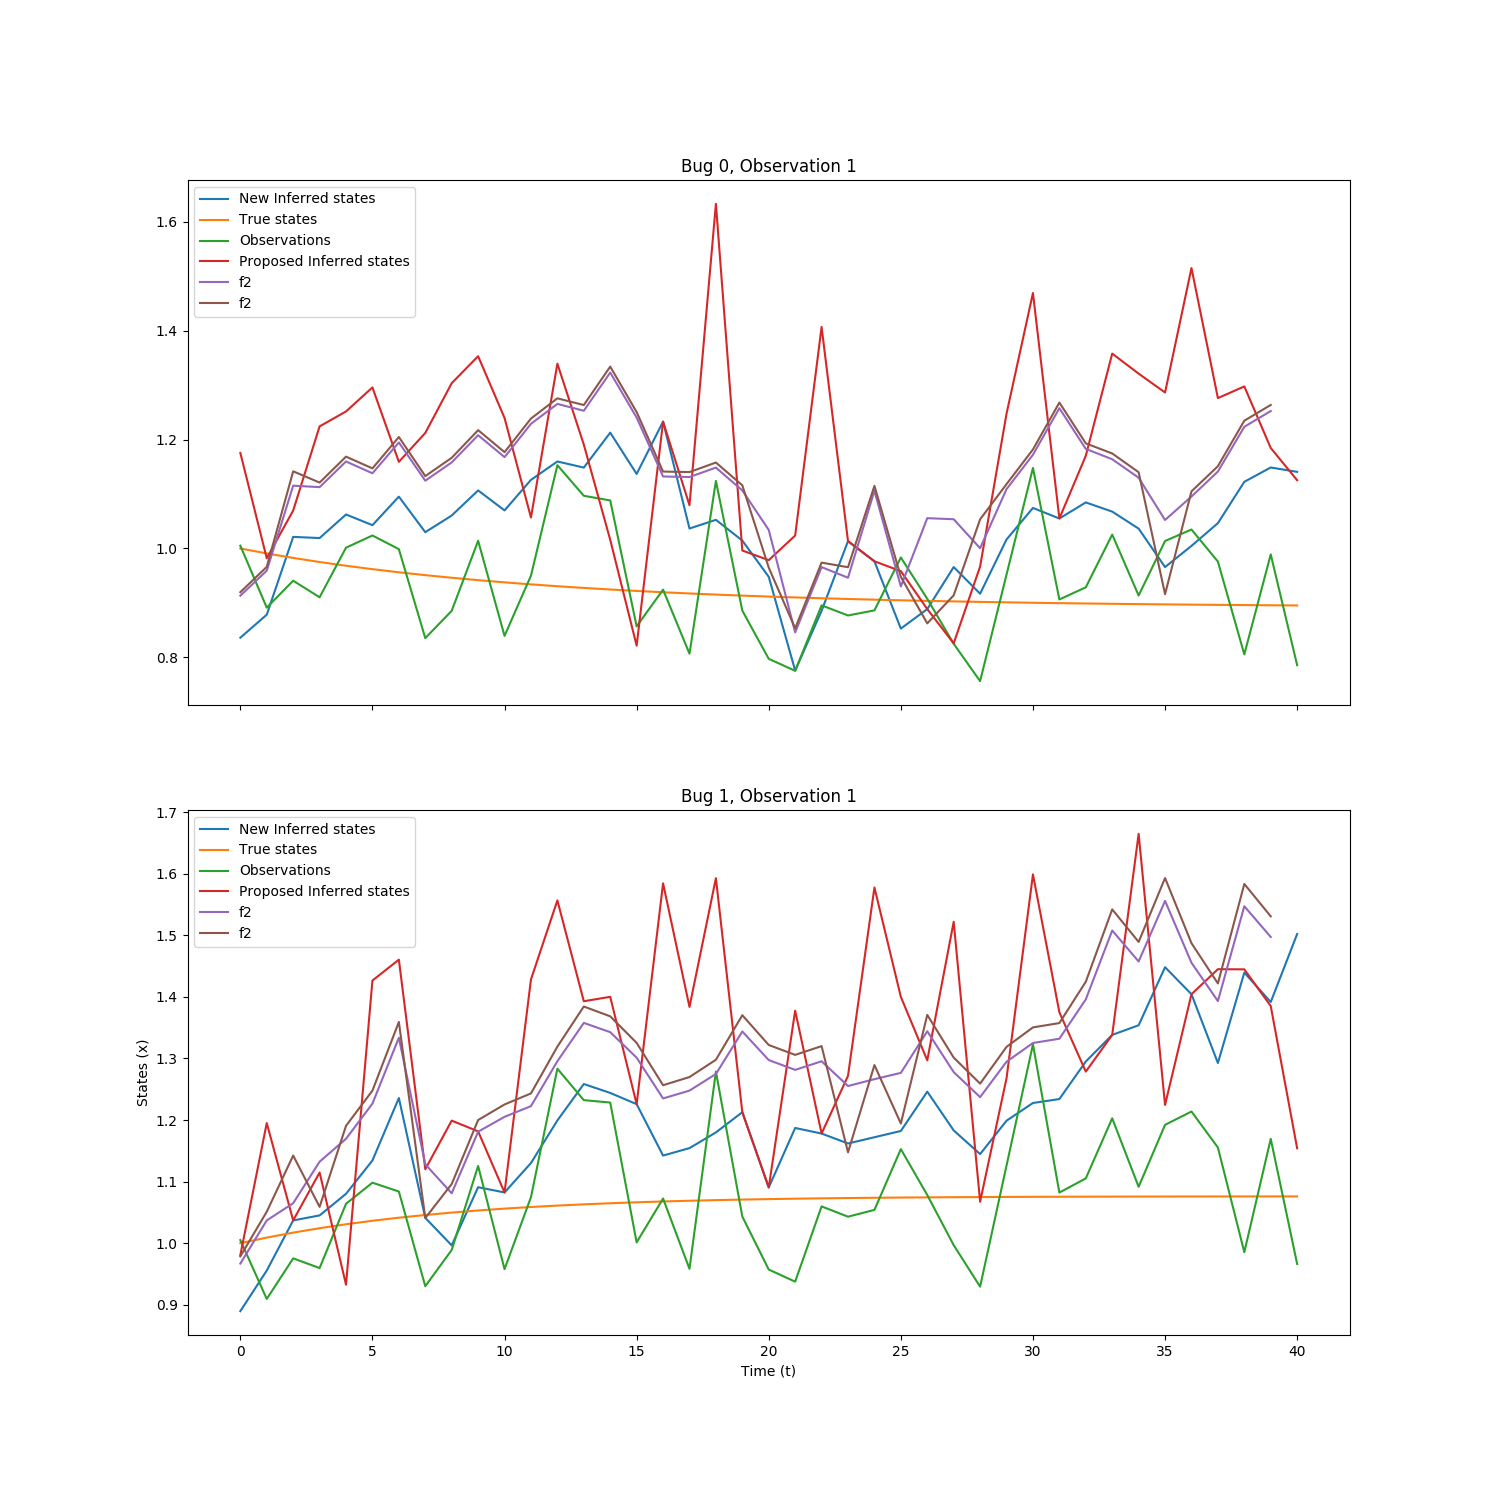 Bug 0, Observation 1
New Inferred states
True states
Observations
Proposed Inferred states
f2
f2
1.6
1.4
1.2
1.0
0.8
Bug 1, Observation 1
New Inferred states
True states
Observations
Proposed Inferred states
f2
f2
1.7
1.6
1.5
1.4
1.3
1.2
1.1
1.0
0.9
States (x)
0 5 10 15 20 25 30 35 40
Time (t)